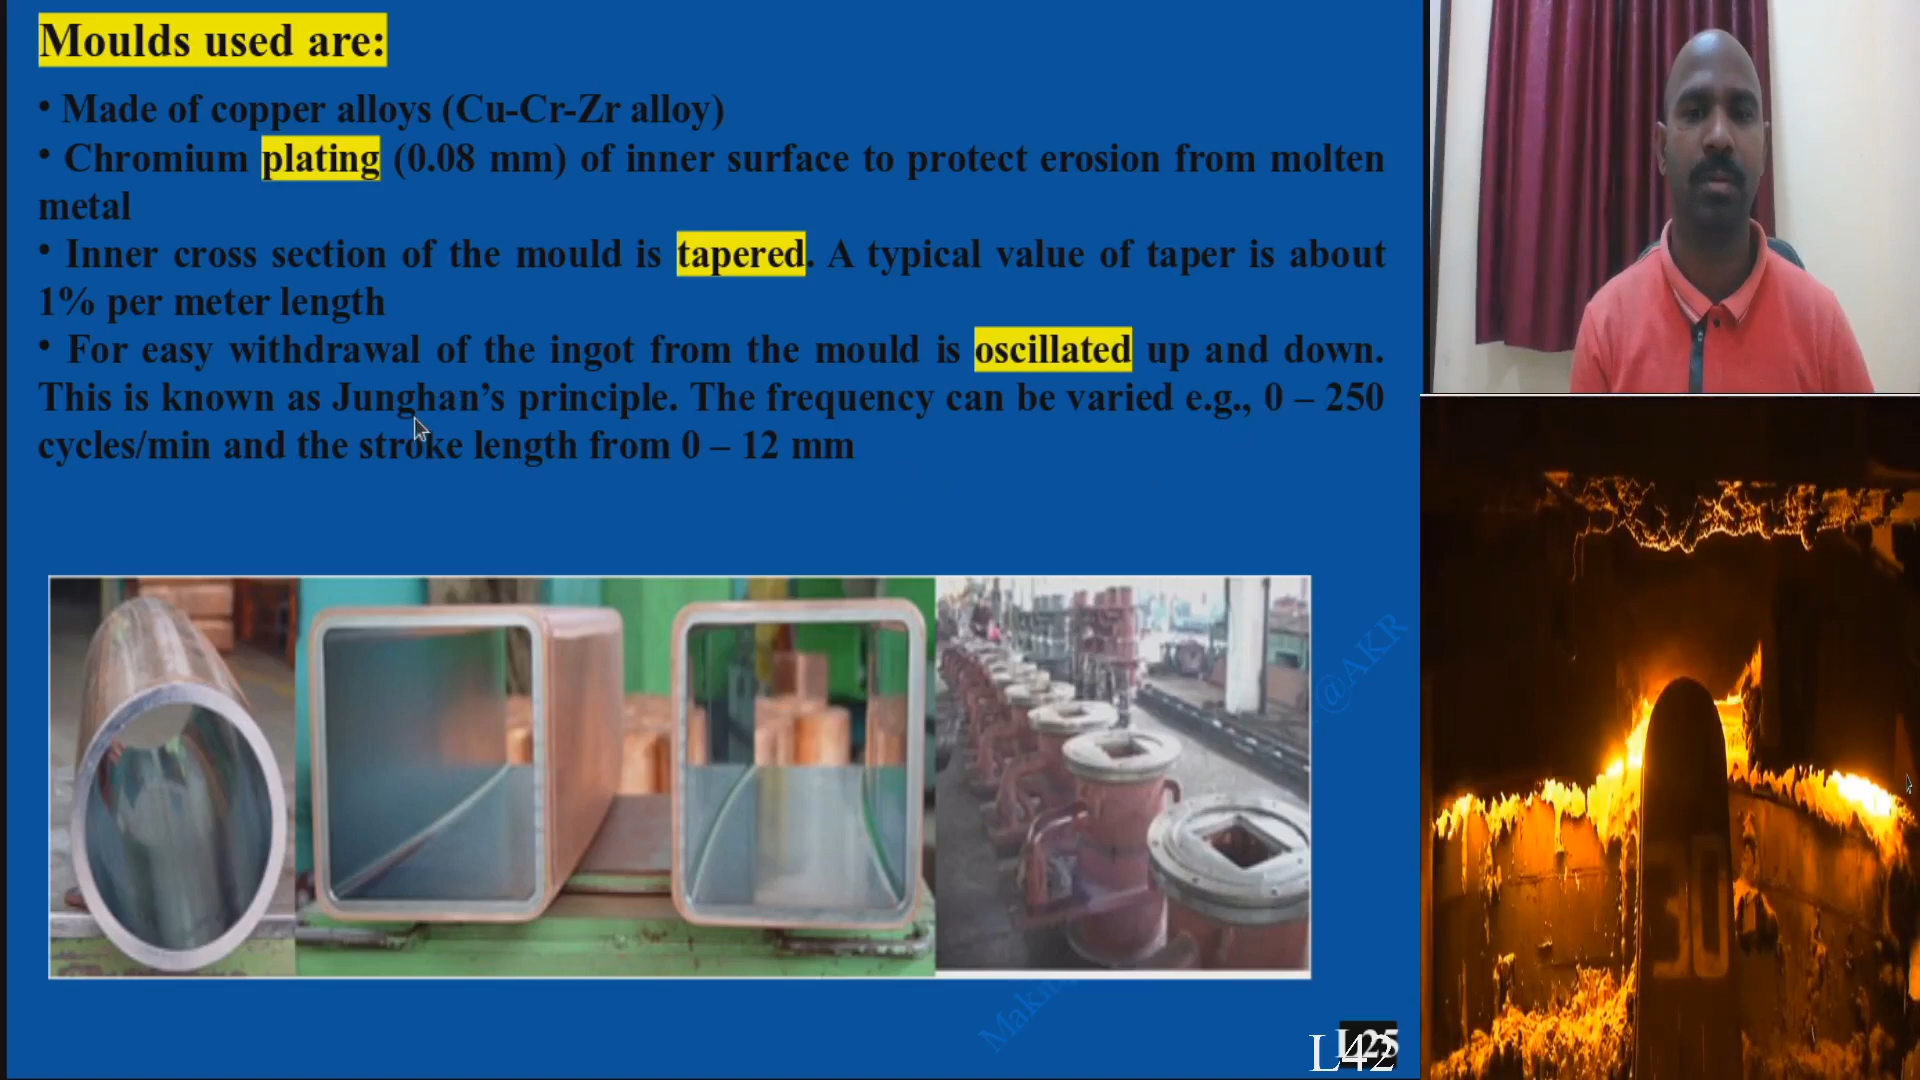 Moulds used are:
• Made of copper alloys (Cu-Cr-Zr alloy)
• Chromium plating (0.08 mm) of inner surface to protect erosion from molten
metal
• Inner cross section of the mould is tapered. A typical value of taper is about
1% per meter length
• For easy withdrawal of the ingot from the mould is oscillated up and down.
This is known as Junghan’s principle. The frequency can be varied e.g., 0 – 250
cycles/min and the stroke length from 0 – 12 mm
@AKR
30
L42